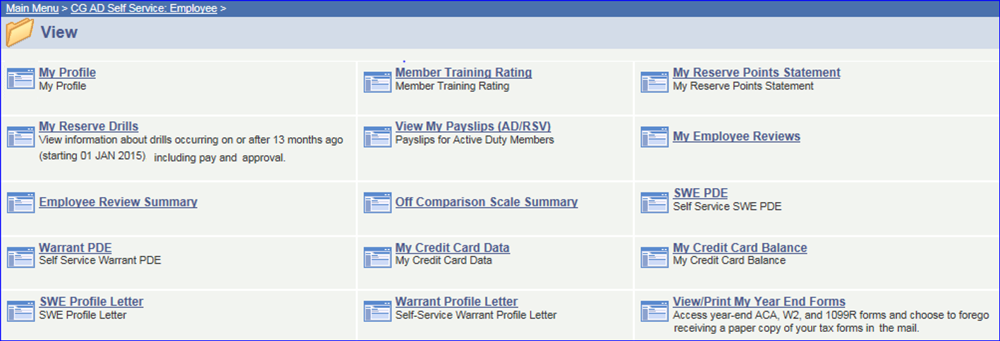 Main Menu > CG AD Self Service: Employee >
View
My Profile
My Profile
Member Training Rating
Member Training Rating
My Reserve Points Statement
My Reserve Points Statement
My Reserve Drills
View information about drills occurring on or after 13 months ago
(starting 01 JAN 2015) including pay and approval.
View My Payslips (AD/RSV)
Payslips for Active Duty Members
My Employee Reviews
Employee Review Summary
Off Comparison Scale Summary
SWE PDE
Self Service SWE PDE
Warrant PDE
Self Service Warrant PDE
My Credit Card Data
My Credit Card Data
My Credit Card Balance
My Credit Card Balance
SWE Profile Letter
SWE Profile Letter
Warrant Profile Letter
Self-Service Warrant Profile Letter
View/Print My Year End Forms
Access year-end ACA, W2, and 1099R forms and choose to forego
receiving a paper copy of your tax forms in the mail.